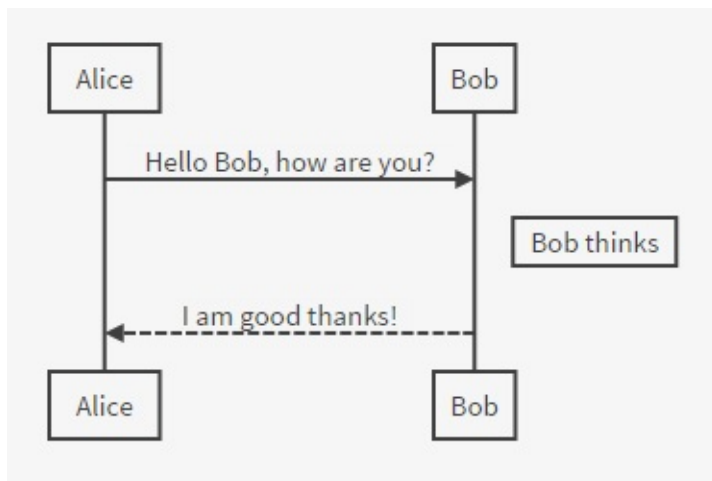 Alice
Bob
Hello Bob, how are you?
Bob thinks
I am good thanks!
Alice
Bob